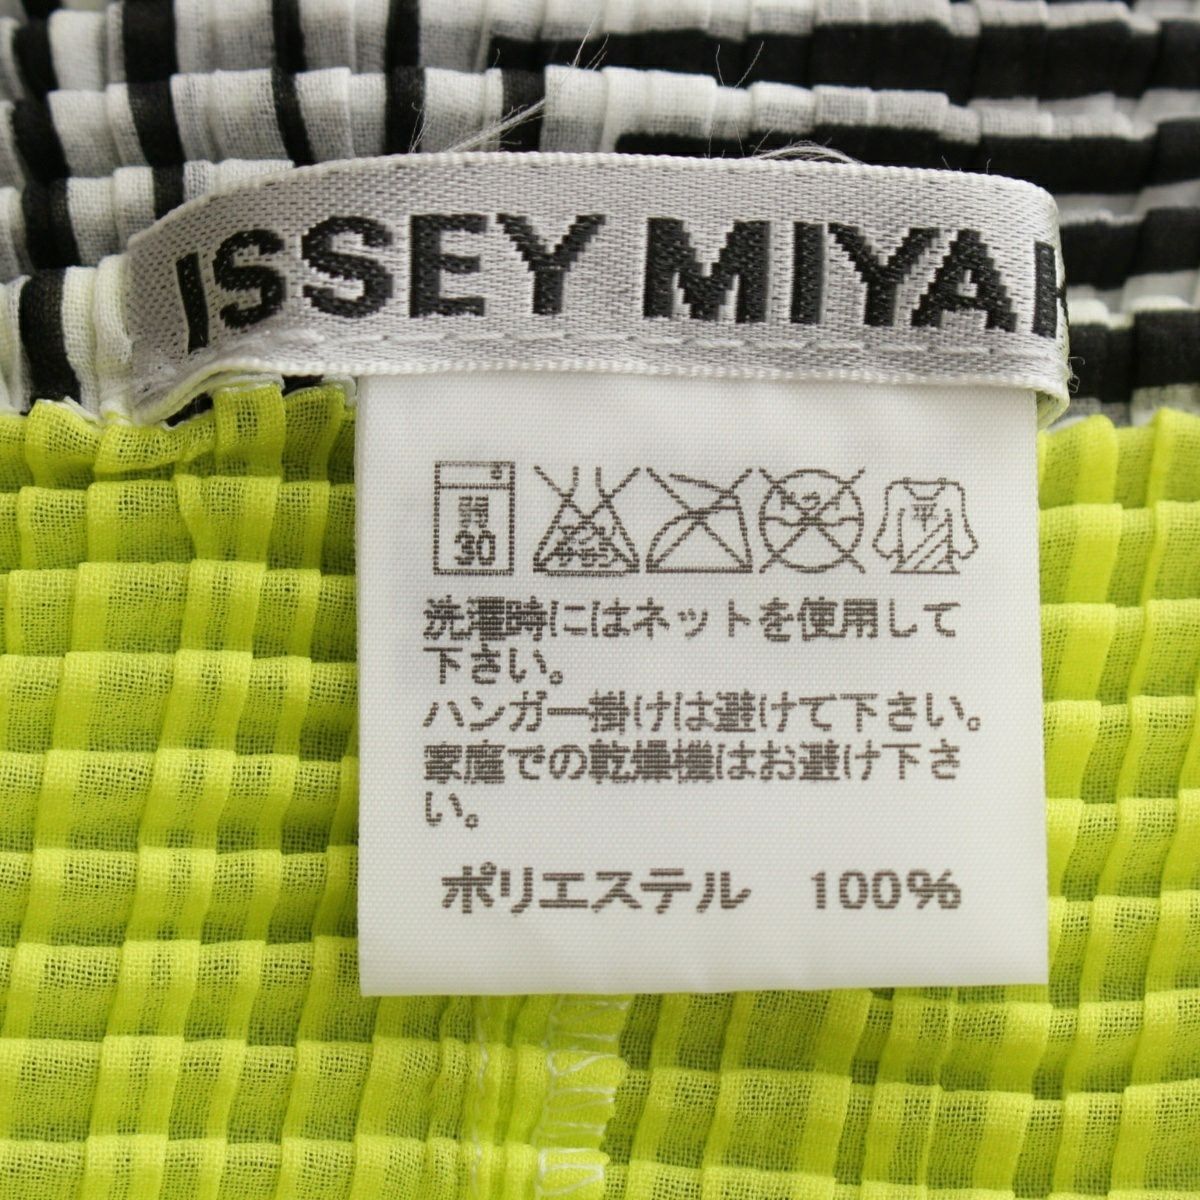 ISSEY MIYA
30
洗濯時にはネットを使用して
下さい。
ハンガー掛けは避けて下さい。
家庭での乾燥機はお避け下さ
い。
ポリエステル 100%